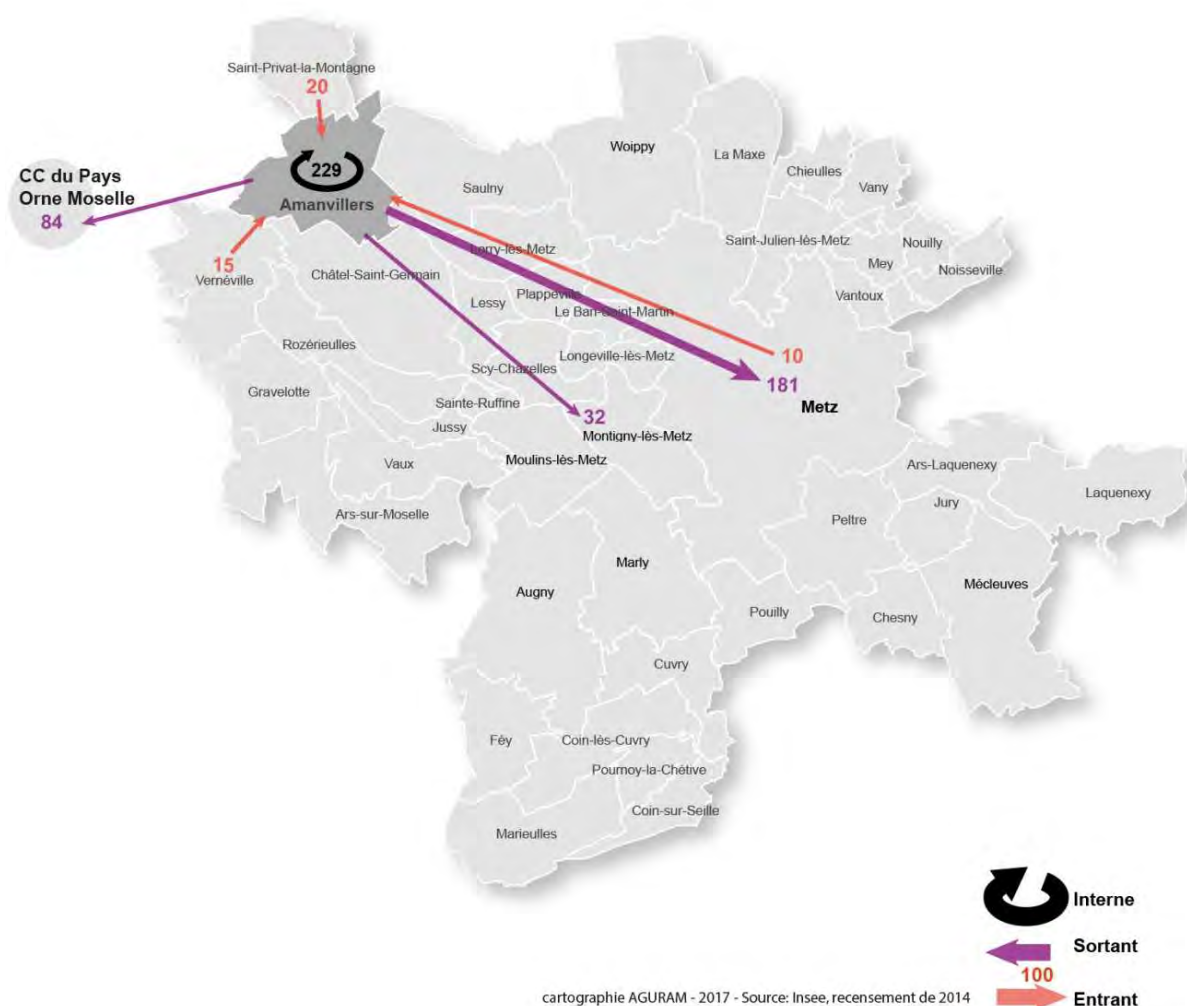 Saint-Privat-la-Montagne
20
Woippy
La Maxe
Chieulles
Vany
CC du Pays
Orne Moselle
84
229
Amanvillers
Saulny
Saint-Julien-lès-Metz
Nouilly
Mey
Noisseville
Lorry-lès-Metz
15
Vernéville
Châtel-Saint-Germain
Vantoux
Plappeville
Lessy
Le Ban-Saint-Martin
Rozérieulles
Longeville-lès-Metz
10
Scy-Chazelles
181
Gravelotte
Metz
Sainte-Ruffine
32
Jussy
Montigny-lès-Metz
Vaux
Moulins-lès-Metz
Ars-Laquenexy
Laquenexy
Ars-sur-Moselle
Jury
Peltre
Marly
Augny
Mécleuves
Pouilly
Chesny
Cuvry
Féy
Coin-lès-Cuvry
Pournoy-la-Chétive
Coin-sur-Seille
Marieulles
Interne
Sortant
100
Entrant
cartographie AGURAM - 2017 - Source: Insee, recensement de 2014